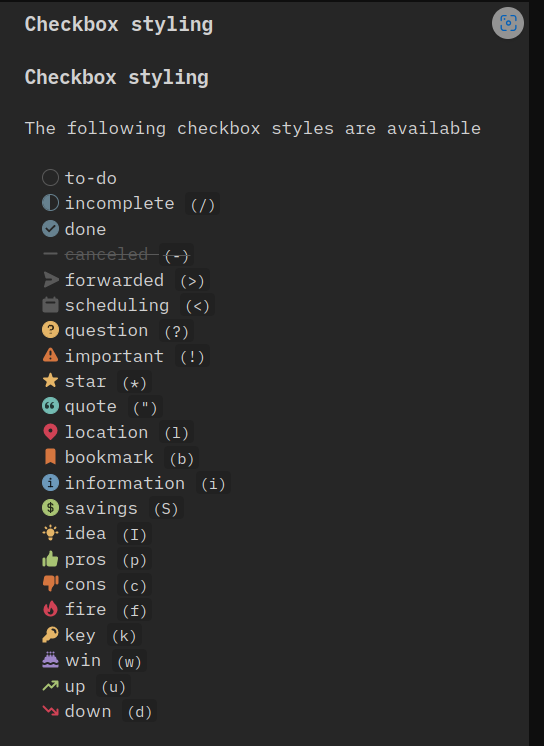 Checkbox styling
Checkbox styling
The following checkbox styles are available
to-do
incomplete (/)
done
canceled (-)
forwarded (>)
scheduling (<)
question (?)
important (!)
star (*)
quote (")
location (l)
bookmark (b)
information (i)
savings (S)
idea (I)
pros (p)
cons (c)
fire (f)
key (k)
win (w)
up (u)
down (d)